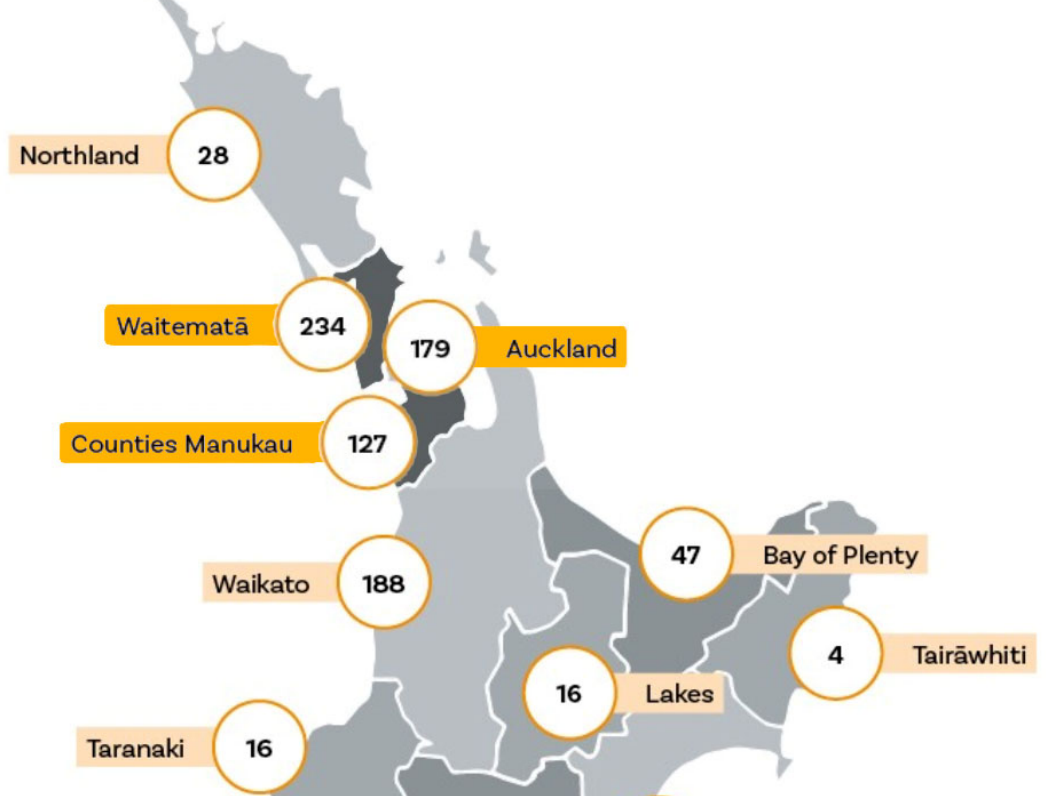 Northland 28
Waitematā 234
179 Auckland
Counties Manukau 127
47 Bay of Plenty
Waikato 188
4 Tairāwhiti
16 Lakes
Taranaki 16